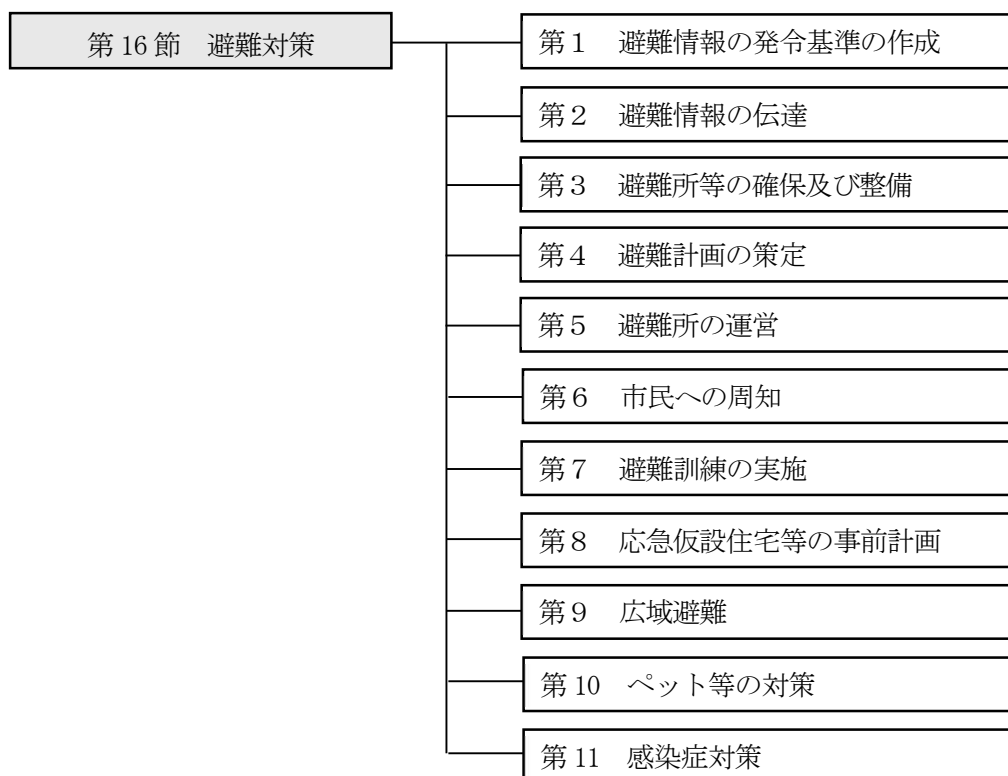 第16節　避難対策
第１　避難情報の発令基準の作成
第２　避難情報の伝達
第３　避難所等の確保及び整備
第４　避難計画の策定
第５　避難所の運営
第６　市民への周知
第７　避難訓練の実施
第８　応急仮設住宅等の事前計画
第９　広域避難
第10　ペット等の対策
第11　感染症対策